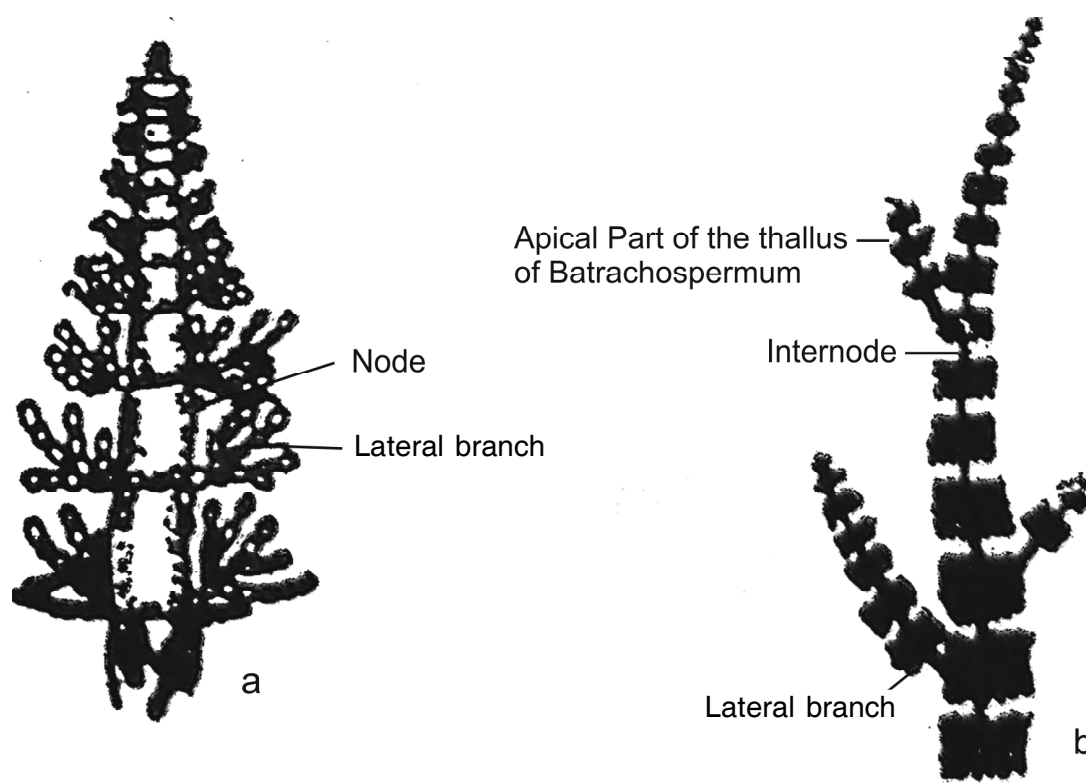 Apical Part of the thallus
of Batrachospermum
Node
Internode
Lateral branch
a
Lateral branch
b